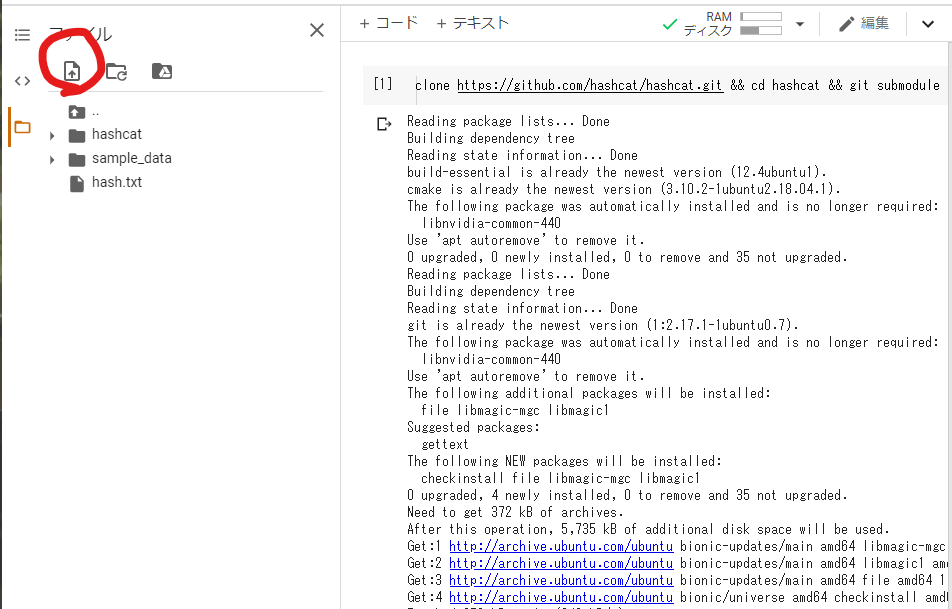 ファイル
..
hashcat
sample_data
hash.txt
+ コード + テキスト
RAM
ディスク
編集
[1] clone https://github.com/hashcat/hashcat.git && cd hashcat && git submodule
Reading package lists... Done
Building dependency tree
Reading state information... Done
build-essential is already the newest version (12.4ubuntu1).
cmake is already the newest version (3.10.2-1ubuntu2.18.04.1).
The following package was automatically installed and is no longer required:
libnvidia-common-440
Use 'apt autoremove' to remove it.
0 upgraded, 0 newly installed, 0 to remove and 35 not upgraded.
Reading package lists... Done
Building dependency tree
Reading state information... Done
git is already the newest version (1:2.17.1-1ubuntu0.7).
The following package was automatically installed and is no longer required:
libnvidia-common-440
Use 'apt autoremove' to remove it.
The following additional packages will be installed:
file libmagic-mgc libmagic1
Suggested packages:
gettext
The following NEW packages will be installed:
checkinstall file libmagic-mgc libmagic1
0 upgraded, 4 newly installed, 0 to remove and 35 not upgraded.
Need to get 372 kB of archives.
After this operation, 5,735 kB of additional disk space will be used.
Get:1 http://archive.ubuntu.com/ubuntu bionic-updates/main amd64 libmagic-mgc
Get:2 http://archive.ubuntu.com/ubuntu bionic-updates/main amd64 libmagic1
Get:3 http://archive.ubuntu.com/ubuntu bionic-updates/main amd64 file amd64
Get:4 http://archive.ubuntu.com/ubuntu bionic/universe amd64 checkinstall